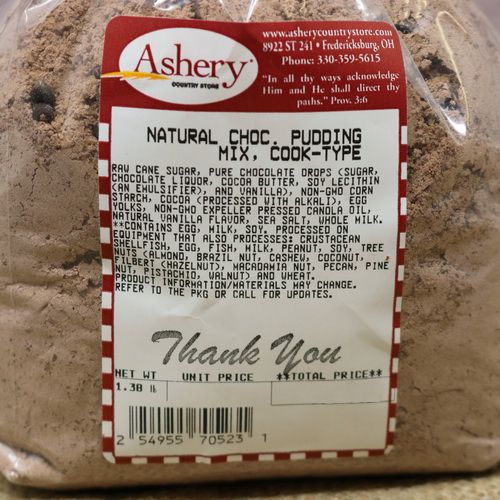 Ashery
COUNTRY STORE
www.asherycountrystore.com
8922 ST 241 • Fredericksburg, OH
Phone: 330-359-5615
"In all thy ways acknowledge
Him and He shall direct thy
paths." Prov. 3:6
NATURAL CHOC. PUDDING
MIX, COOK-TYPE
RAW CANE SUGAR, PURE CHOCOLATE DROPS (SUGAR,
CHOCOLATE LIQUOR, COCOA BUTTER, SOY LECITHIN
(AN EMULSIFIER), AND VANILLA), NON-GMO CORN
STARCH, COCOA (PROCESSED WITH ALKALI), EGG
YOLKS, NON-GMO EXPELLER PRESSED CANOLA OIL,
NATURAL VANILLA FLAVOR, SEA SALT, WHOLE MILK.
**CONTAINS EGG, MILK, SOY. PROCESSED ON
EQUIPMENT THAT ALSO PROCESSES: CRUSTACEAN
SHELLFISH, EGG, FISH, MILK, PEANUT, SOY, TREE
NUTS (ALMOND, BRAZIL NUT, CASHEW, COCONUT,
FILBERT (HAZELNUT), MACADAMIA NUT, PECAN, PINE
NUT, PISTACHIO, WALNUT) AND WHEAT.
PRODUCT INFORMATION/MATERIALS MAY CHANGE.
REFER TO THE PKG OR CALL FOR UPDATES.
Thank You
NET WT UNIT PRICE **TOTAL PRICE**
1.38 lb
2 54955 70523 1